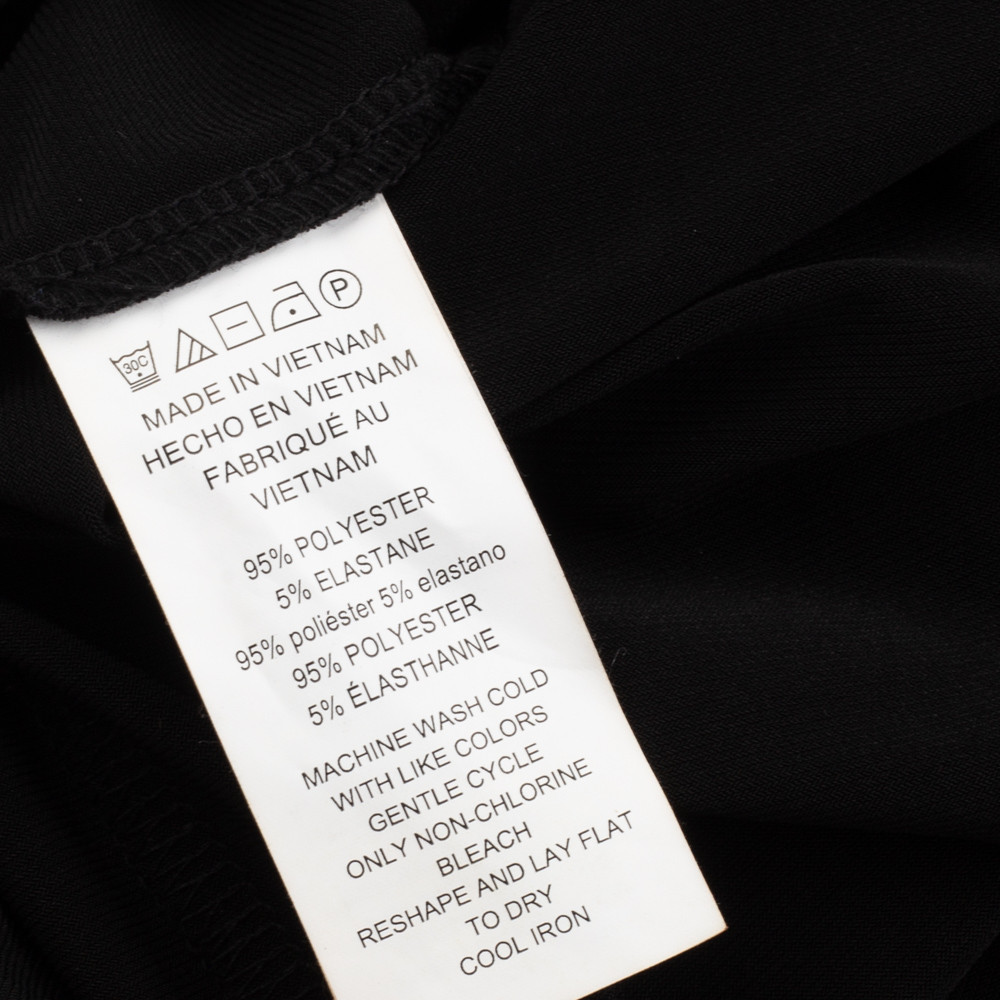 30C P
MADE IN VIETNAM
HECHO EN VIETNAM
FABRIQUÉ AU
VIETNAM
95% POLYESTER
5% ELASTANE
95% poliéster 5% elastano
95% POLYESTER
5% ÉLASTHANNE
MACHINE WASH COLD
WITH LIKE COLORS
GENTLE CYCLE
ONLY NON-CHLORINE
BLEACH
RESHAPE AND LAY FLAT
TO DRY
COOL IRON